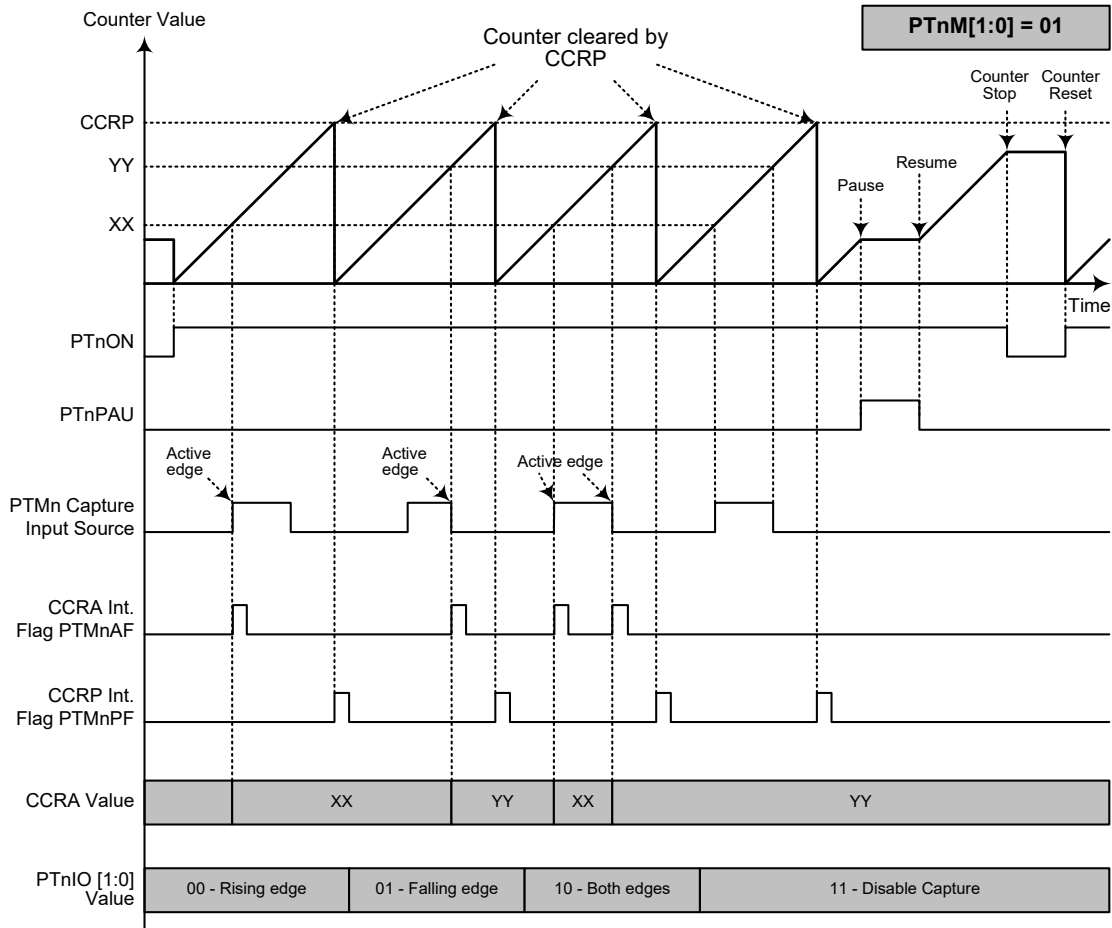 Counter Value
PTnM[1:0] = 01
Counter cleared by
CCRP
Counter
Stop
Counter
Reset
CCRP
YY
XX
Pause
Resume
Time
PTnON
PTnPAU
Active
edge
Active
edge
Active edge
PTMn Capture
Input Source
CCRA Int.
Flag PTMnAF
CCRP Int.
Flag PTMnPF
CCRA Value
XX
YY
XX
YY
PTnIO [1:0]
Value
00 - Rising edge
01 - Falling edge
10 - Both edges
11 - Disable Capture